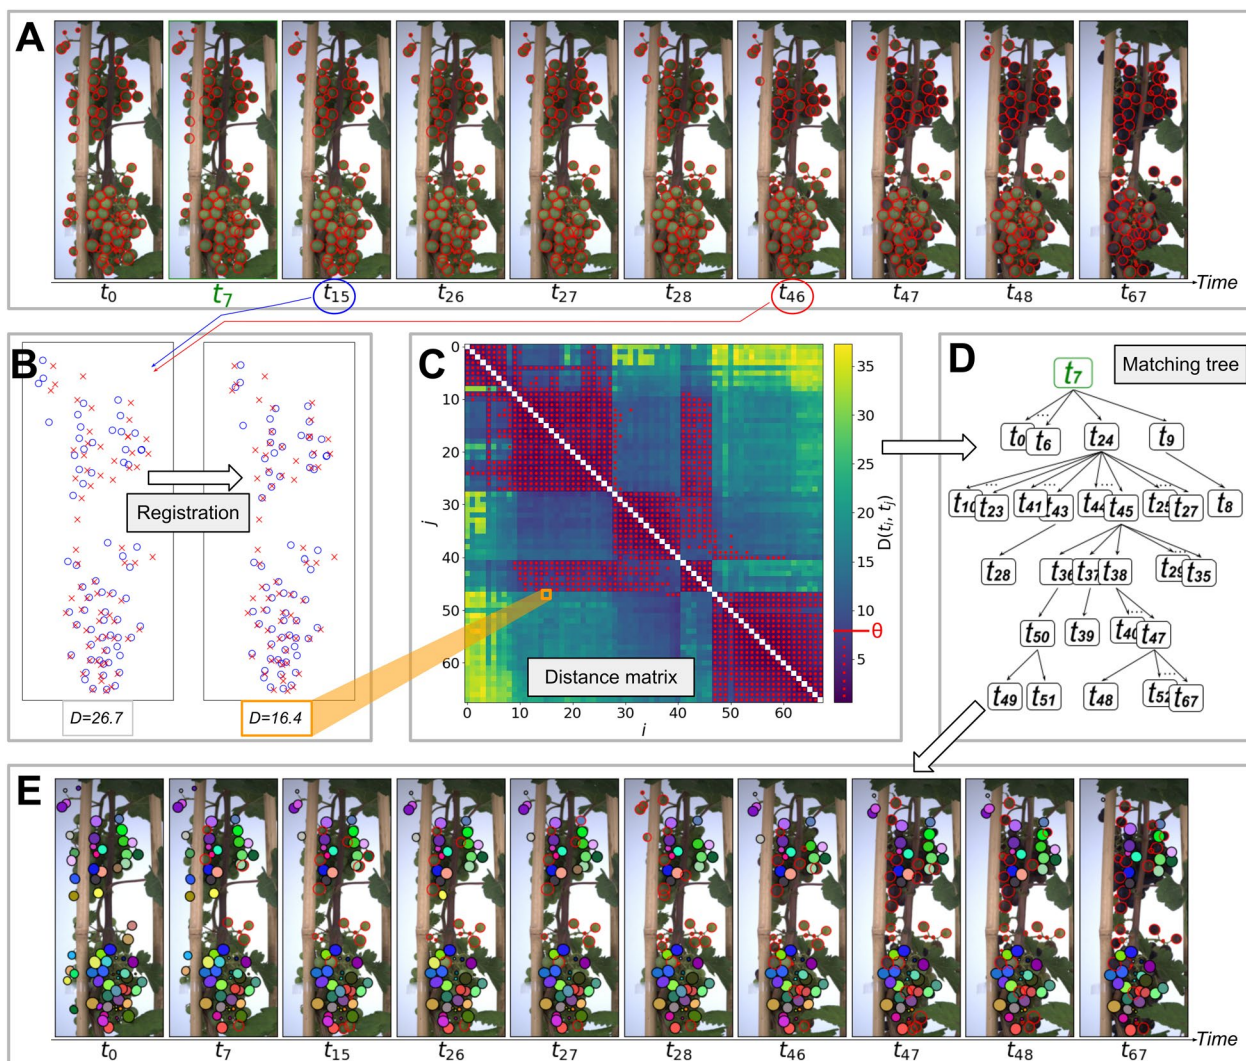 A
t0 t7 t15 t26 t27 t28 t46 t47 t48 t67 Time
B
Registration
D=26.7 D=16.4
C
0
10
20
30
40
50
60
j
0 10 20 30 40 50 60
i
Distance matrix
35
30
25
20
15
10
θ
5
D(ti, tj)
D
Matching tree
t7
t0 ... t6 t24 t9
t10 ... t23 t41 ... t43 t44 ... t45 t25 ... t27 t8
t28 t36 t37 t38 t29 ... t35
t50 t39 t40 ... t47
t49 t51 t48 t52 ... t67
E
t0 t7 t15 t26 t27 t28 t46 t47 t48 t67 Time